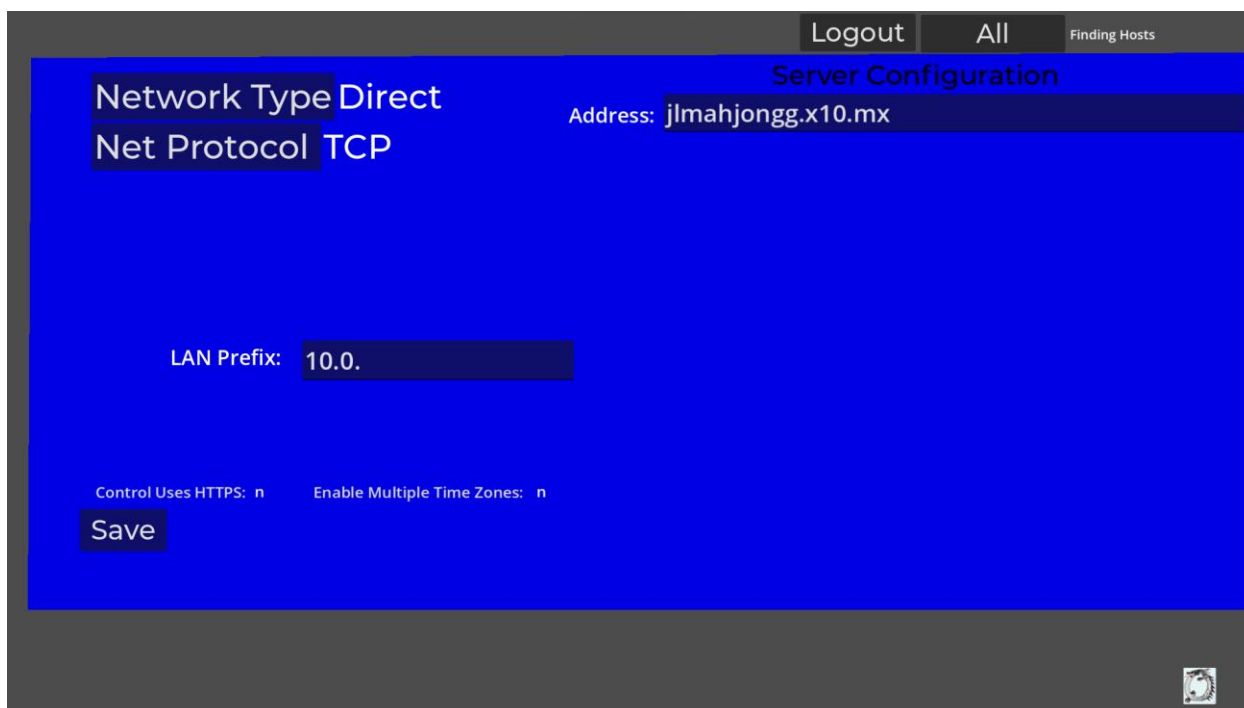 Logout All Finding Hosts
Server Configuration
Network Type Direct
Address: jlmahjongg.x10.mx
Net Protocol TCP
LAN Prefix: 10.0.
Control Uses HTTPS: n Enable Multiple Time Zones: n
Save